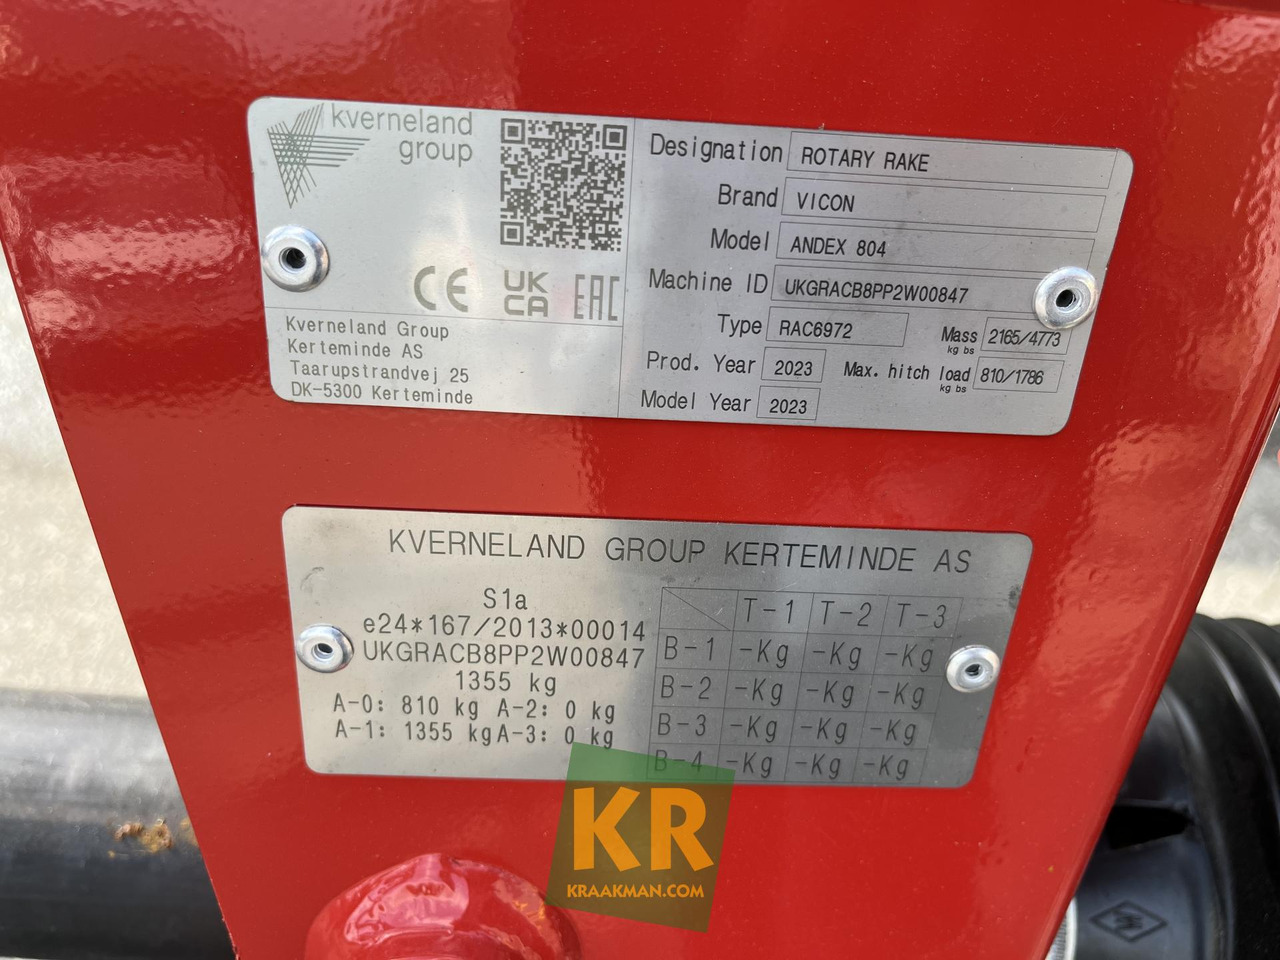 kverneland
group
CE UK CA EAC
Kverneland Group
Kerteminde AS
Taarupstrandvej 25
DK-5300 Kerteminde
Designation ROTARY RAKE
Brand VICON
Model ANDEX 804
Machine ID UKGRACB8PP2W00847
Type RAC6972 Mass kg bs 2165/4773
Prod. Year 2023 Max. hitch load kg bs 810/1786
Model Year 2023
KVERNELAND GROUP KERTEMINDE AS
S1a
e24*167/2013*00014
UKGRACB8PP2W00847
1355 kg
A-0: 810 kg A-2: 0 kg
A-1: 1355 kg A-3: 0 kg
T-1 T-2 T-3
B-1 -Kg -Kg -Kg
B-2 -Kg -Kg -Kg
B-3 -Kg -Kg -Kg
B-4 -Kg -Kg -Kg
KR
KRAAKMAN.COM